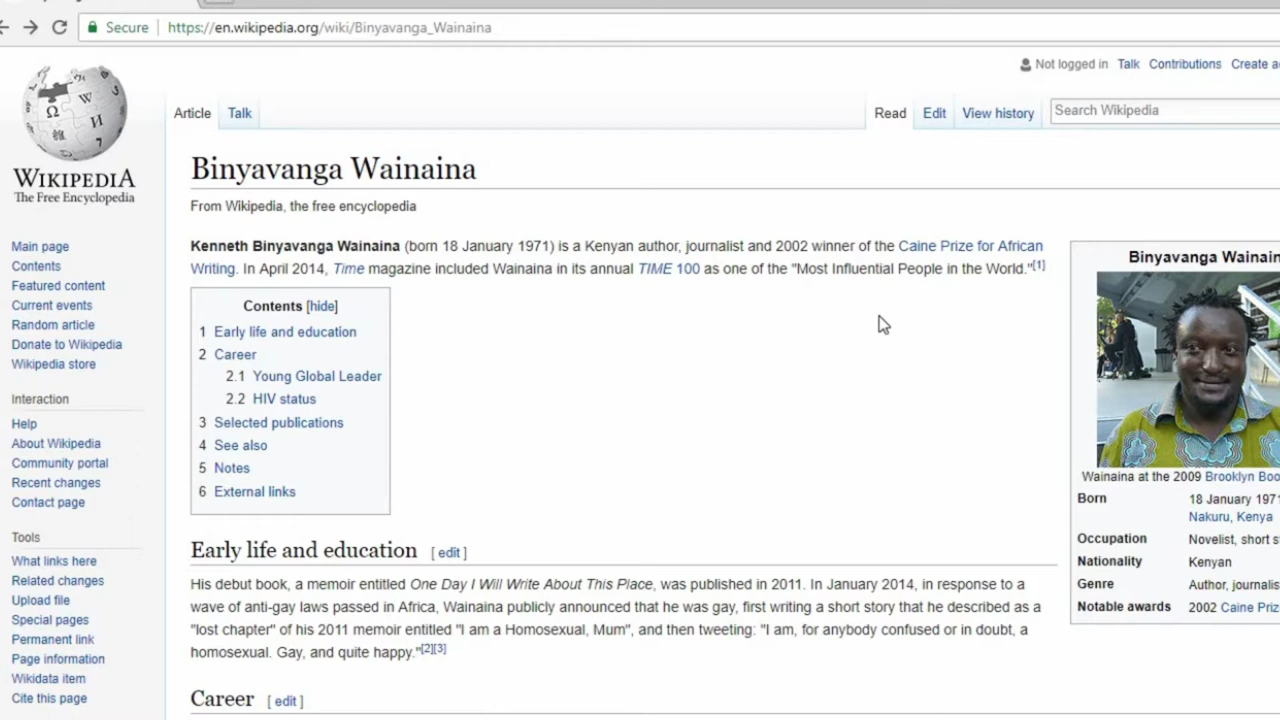 Secure https://en.wikipedia.org/wiki/Binyavanga_Wainaina
Not logged in Talk Contributions Create
Article Talk Read Edit View history Search Wikipedia
WIKIPEDIA
The Free Encyclopedia
Main page
Contents
Featured content
Current events
Random article
Donate to Wikipedia
Wikipedia store
Interaction
Help
About Wikipedia
Community portal
Recent changes
Contact page
Tools
What links here
Related changes
Upload file
Special pages
Permanent link
Page information
Wikidata item
Cite this page
Binyavanga Wainaina
From Wikipedia, the free encyclopedia
Kenneth Binyavanga Wainaina (born 18 January 1971) is a Kenyan author, journalist and 2002 winner of the Caine Prize for African
Writing. In April 2014, Time magazine included Wainaina in its annual TIME 100 as one of the "Most Influential People in the World."[1]
Contents [hide]
1 Early life and education
2 Career
2.1 Young Global Leader
2.2 HIV status
3 Selected publications
4 See also
5 Notes
6 External links
Early life and education [ edit ]
His debut book, a memoir entitled One Day I Will Write About This Place, was published in 2011. In January 2014, in response to a
wave of anti-gay laws passed in Africa, Wainaina publicly announced that he was gay, first writing a short story that he described as a
"lost chapter" of his 2011 memoir entitled "I am a Homosexual, Mum", and then tweeting: "I am, for anybody confused or in doubt, a
homosexual. Gay, and quite happy."[2][3]
Career [ edit ]
Binyavanga Wainain
Wainaina at the 2009 Brooklyn Boo
Born 18 January 1971
Nakuru, Kenya
Occupation Novelist, short s
Nationality Kenyan
Genre Author, journalis
Notable awards 2002 Caine Priz